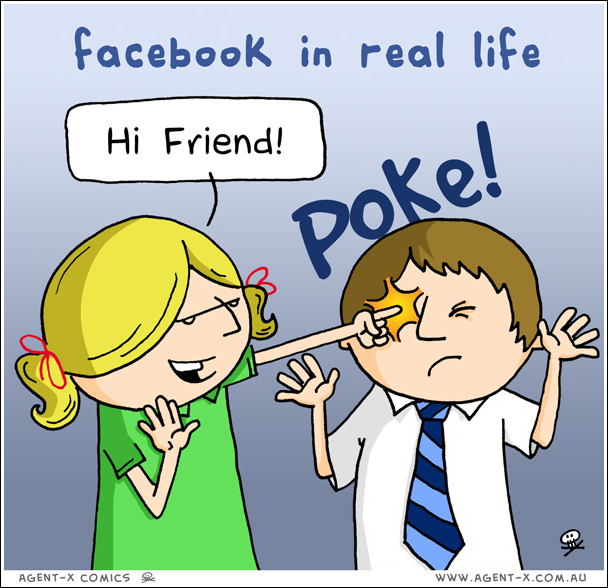 facebook in real life
Hi Friend!
POKe!
AGENT-X COMICS
WWW.AGENT-X.COM.AU